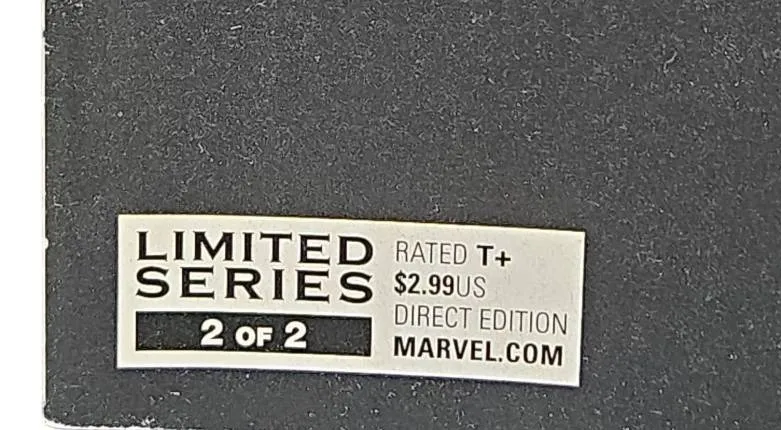 LIMITED
SERIES
2 OF 2
RATED T+
$2.99US
DIRECT EDITION
MARVEL.COM